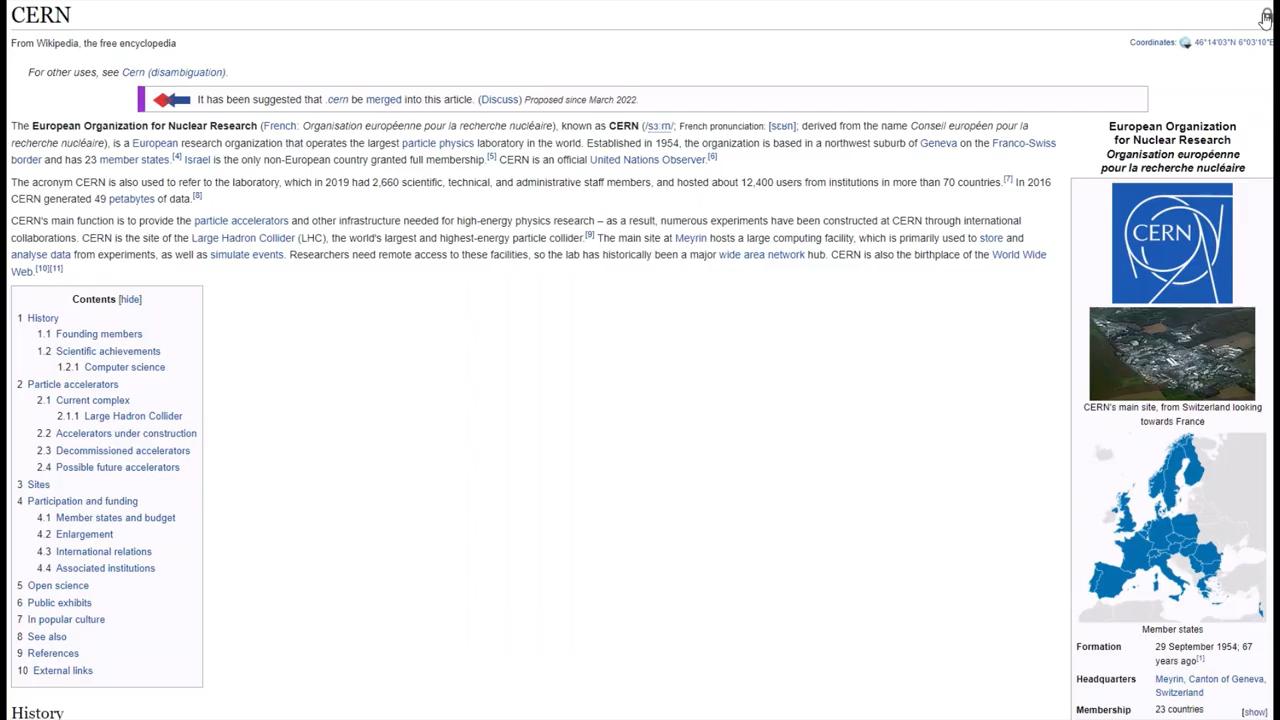 CERN
From Wikipedia, the free encyclopedia
Coordinates: 46°14′03″N 6°03′10″E
For other uses, see Cern (disambiguation).
It has been suggested that .cern be merged into this article. (Discuss) Proposed since March 2022.
The European Organization for Nuclear Research (French: Organisation européenne pour la recherche nucléaire), known as CERN (/sɜːrn/; French pronunciation: [sɛʁn]; derived from the name Conseil européen pour la
recherche nucléaire), is a European research organization that operates the largest particle physics laboratory in the world. Established in 1954, the organization is based in a northwest suburb of Geneva on the Franco-Swiss
border and has 23 member states.[4] Israel is the only non-European country granted full membership.[5] CERN is an official United Nations Observer.[6]
The acronym CERN is also used to refer to the laboratory, which in 2019 had 2,660 scientific, technical, and administrative staff members, and hosted about 12,400 users from institutions in more than 70 countries.[7] In 2016
CERN generated 49 petabytes of data.[8]
CERN's main function is to provide the particle accelerators and other infrastructure needed for high-energy physics research – as a result, numerous experiments have been constructed at CERN through international
collaborations. CERN is the site of the Large Hadron Collider (LHC), the world's largest and highest-energy particle collider.[9] The main site at Meyrin hosts a large computing facility, which is primarily used to store and
analyse data from experiments, as well as simulate events. Researchers need remote access to these facilities, so the lab has historically been a major wide area network hub. CERN is also the birthplace of the World Wide
Web.[10][11]
Contents [hide]
1 History
1.1 Founding members
1.2 Scientific achievements
1.2.1 Computer science
2 Particle accelerators
2.1 Current complex
2.1.1 Large Hadron Collider
2.2 Accelerators under construction
2.3 Decommissioned accelerators
2.4 Possible future accelerators
3 Sites
4 Participation and funding
4.1 Member states and budget
4.2 Enlargement
4.3 International relations
4.4 Associated institutions
5 Open science
6 Public exhibits
7 In popular culture
8 See also
9 References
10 External links
History
European Organization
for Nuclear Research
Organisation européenne
pour la recherche nucléaire
CERN
CERN's main site, from Switzerland looking
towards France
Member states
Formation 29 September 1954; 67
years ago[1]
Headquarters Meyrin, Canton of Geneva,
Switzerland
Membership 23 countries [show]